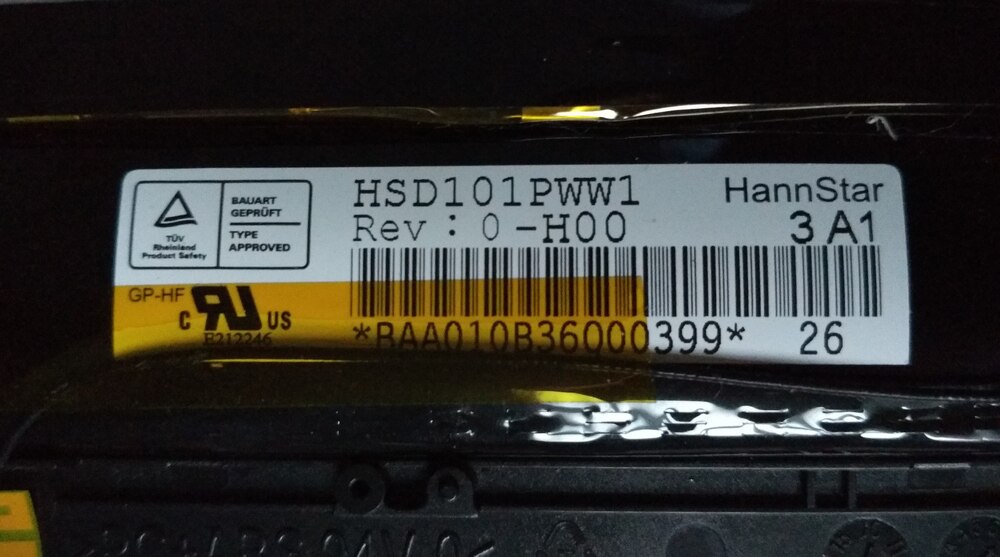 TÜV
Rheinland
Product Safety
BAUART
GEPRÜFT
TYPE
APPROVED
HSD101PWW1
Rev : 0 -H00
HannStar
3 A1
GP-HF
C RU US
E212246
*BAA010B36000399* 26